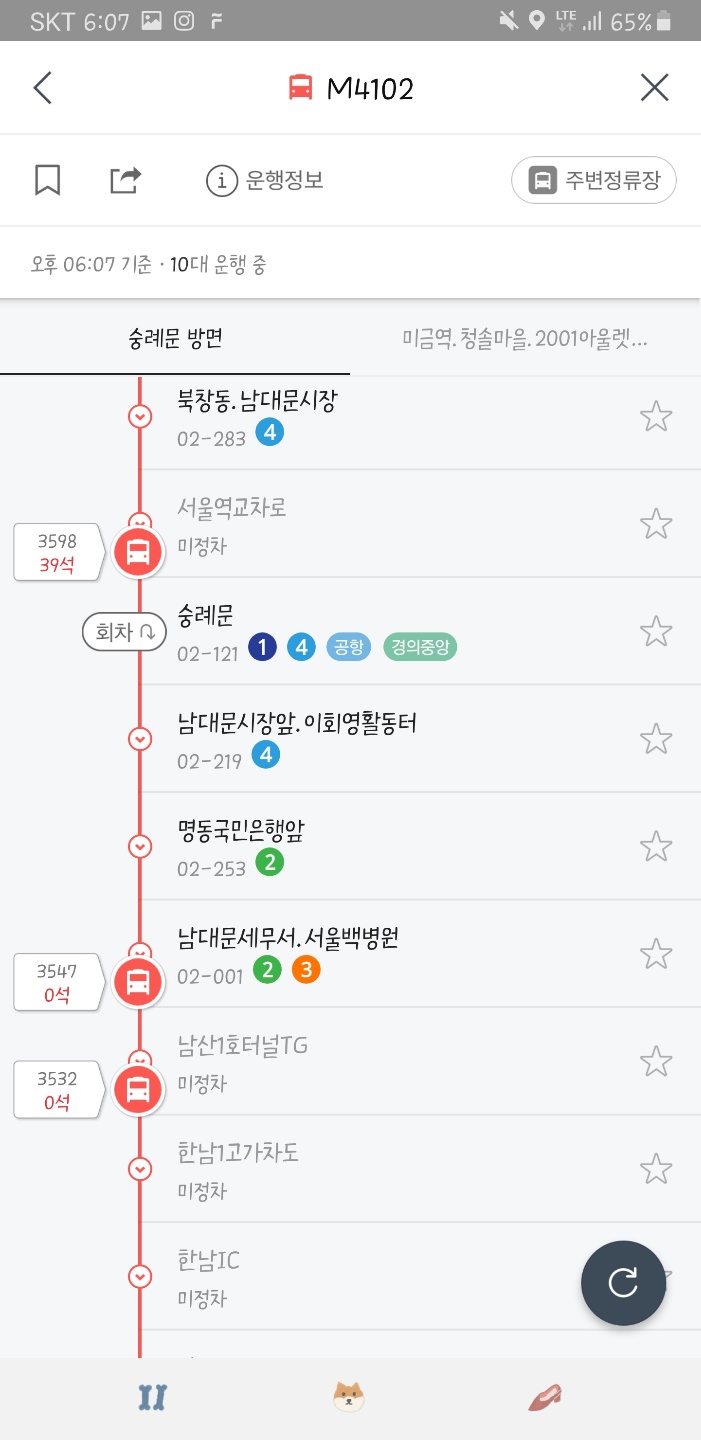 SKT 6:07 LTE 65%
M4102
운행정보 주변정류장
오후 06:07 기준 · 10대 운행 중
숭례문 방면 미금역.청솔마을.2001아울렛...
북창동.남대문시장
02-283 4
서울역교차로
3598
39석
미정차
숭례문
회차
02-121 1 4 공항 경의중앙
남대문시장앞.이회영활동터
02-219 4
명동국민은행앞
02-253 2
남대문세무서.서울백병원
3547
0석
02-001 2 3
남산1호터널TG
3532
0석
미정차
한남1고가차도
미정차
한남IC
미정차